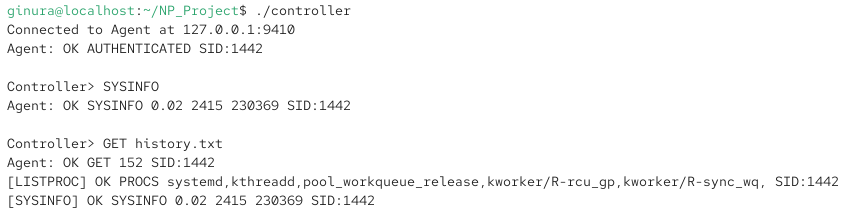 ginura@localhost:~/NP_Project$ ./controller
Connected to Agent at 127.0.0.1:9410
Agent: OK AUTHENTICATED SID:1442
Controller> SYSINFO
Agent: OK SYSINFO 0.02 2415 230369 SID:1442
Controller> GET history.txt
Agent: OK GET 152 SID:1442
[LISTPROC] OK PROCS systemd,kthreadd,pool_workqueue_release,kworker/R-rcu_gp,kworker/R-sync_wq, SID:1442
[SYSINFO] OK SYSINFO 0.02 2415 230369 SID:1442